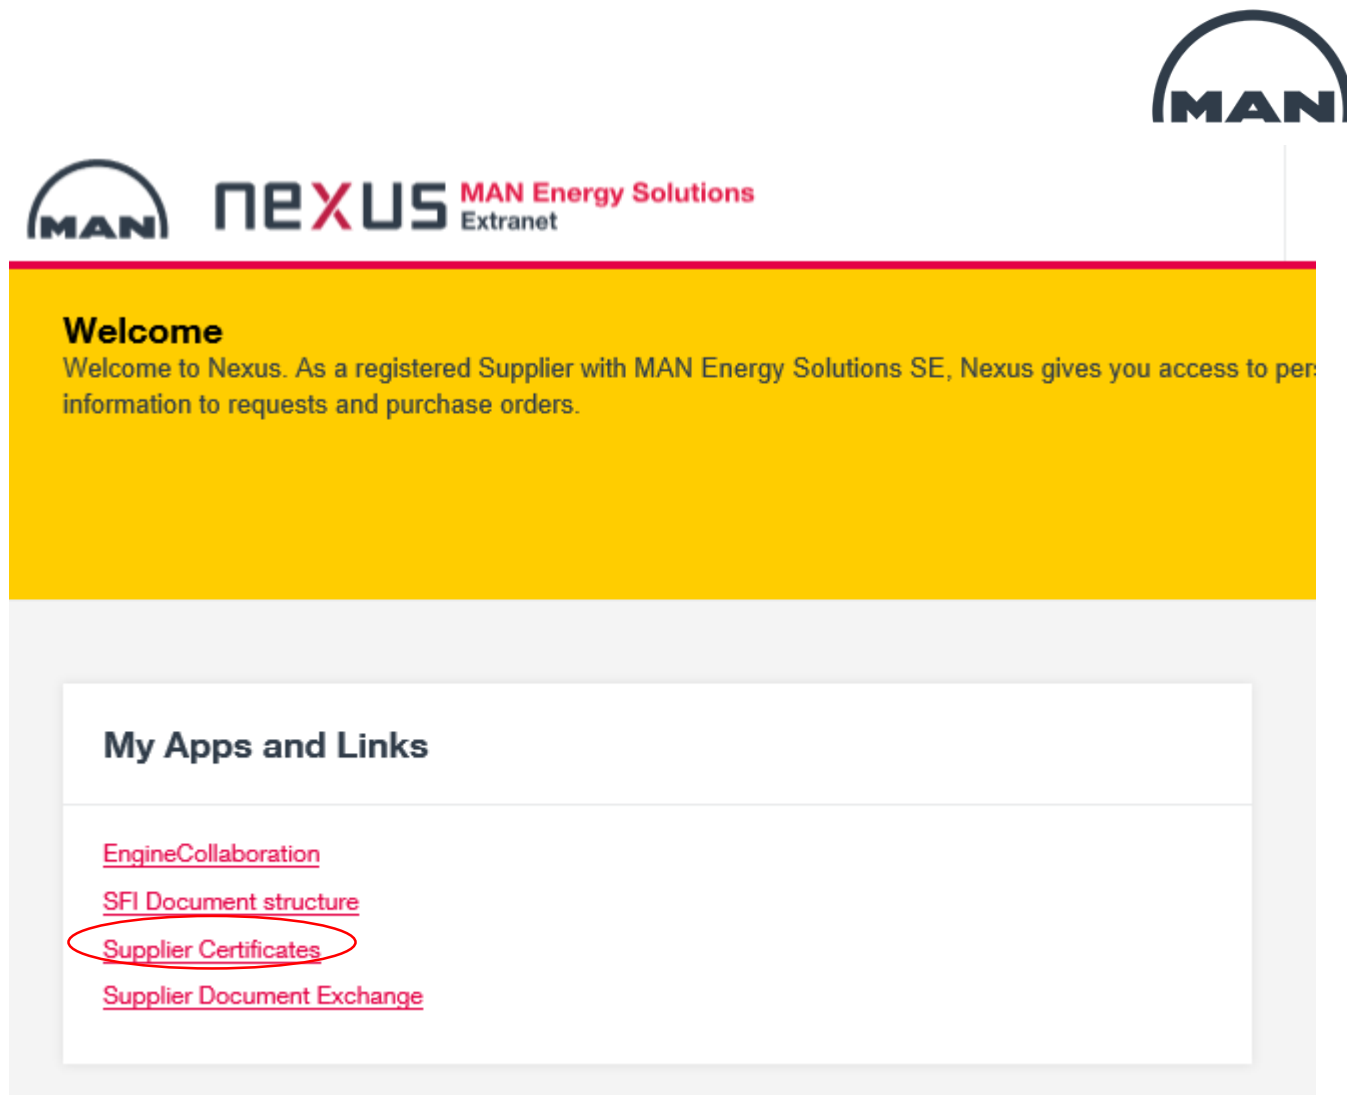 MAN
MAN nexus MAN Energy Solutions
Extranet
Welcome
Welcome to Nexus. As a registered Supplier with MAN Energy Solutions SE, Nexus gives you access to
information to requests and purchase orders.
My Apps and Links
EngineCollaboration
SFI Document structure
Supplier Certificates
Supplier Document Exchange